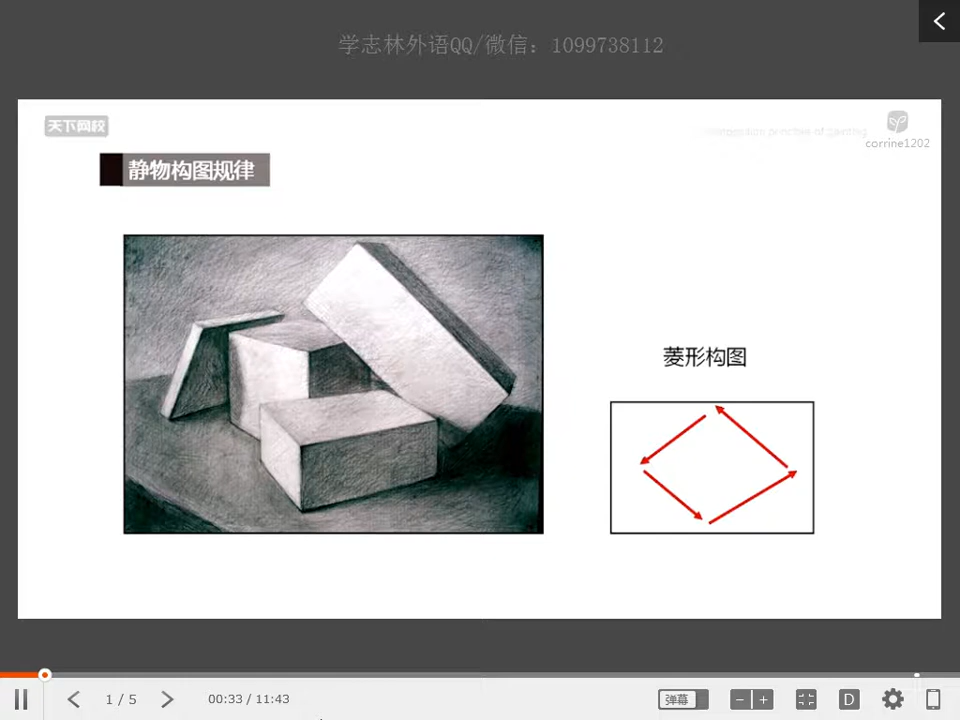 学志林外语QQ/微信：1099738112
天下网校
corrine1202
静物构图规律
菱形构图
1 / 5
00:33 / 11:43
弹幕
D